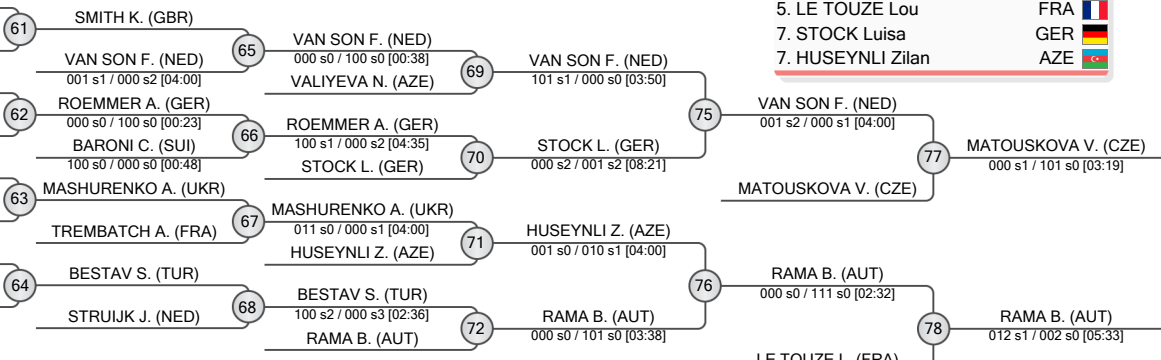 5. LE TOUZE Lou FRA
7. STOCK Luisa GER
7. HUSEYNLI Zilan AZE
61
SMITH K. (GBR)
VAN SON F. (NED)
001 s1 / 000 s2 [04:00]
62
ROEMMER A. (GER)
000 s0 / 100 s0 [00:23]
BARONI C. (SUI)
100 s0 / 000 s0 [00:48]
63
MASHURENKO A. (UKR)
TREMBATCH A. (FRA)
64
BESTAV S. (TUR)
STRUIJK J. (NED)
65
VAN SON F. (NED)
000 s0 / 100 s0 [00:38]
VALIYEVA N. (AZE)
66
ROEMMER A. (GER)
100 s1 / 000 s2 [04:35]
STOCK L. (GER)
67
MASHURENKO A. (UKR)
011 s0 / 000 s1 [04:00]
HUSEYNLI Z. (AZE)
68
BESTAV S. (TUR)
100 s2 / 000 s3 [02:36]
RAMA B. (AUT)
69
VAN SON F. (NED)
101 s1 / 000 s0 [03:50]
70
STOCK L. (GER)
000 s2 / 001 s2 [08:21]
71
HUSEYNLI Z. (AZE)
001 s0 / 010 s1 [04:00]
72
RAMA B. (AUT)
000 s0 / 101 s0 [03:38]
75
VAN SON F. (NED)
001 s2 / 000 s1 [04:00]
MATOUSKOVA V. (CZE)
76
RAMA B. (AUT)
000 s0 / 111 s0 [02:32]
LE TOUZE L. (FRA)
77
MATOUSKOVA V. (CZE)
000 s1 / 101 s0 [03:19]
78
RAMA B. (AUT)
012 s1 / 002 s0 [05:33]